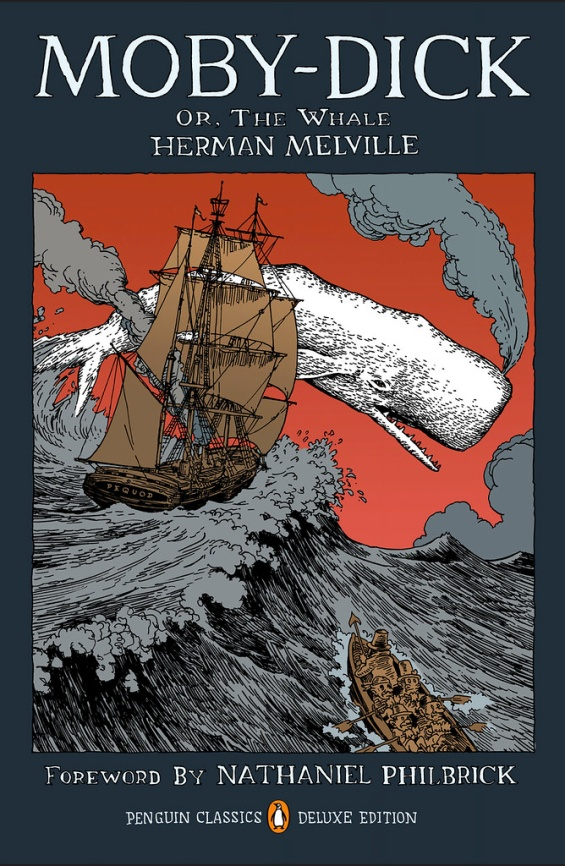 MOBY-DICK
OR, THE WHALE
HERMAN MELVILLE
PEQUOD
FOREWORD BY NATHANIEL PHILBRICK
PENGUIN CLASSICS DELUXE EDITION